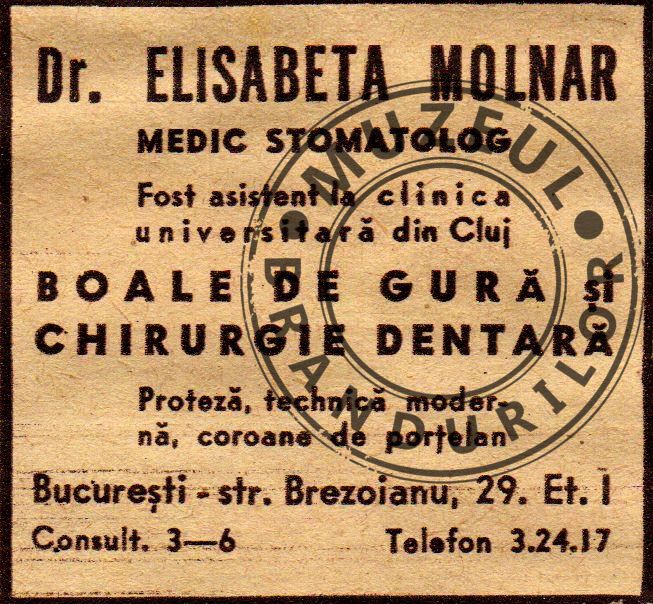 Dr. ELISABETA MOLNAR
MEDIC STOMATOLOG
Fost asistent la clinica
universitară din Cluj
BOALE DE GURĂ și
CHIRURGIE DENTARĂ
Proteză, technică moder-
nă, coroane de porțelan
București - str. Brezoianu, 29. Et. I
Consult. 3—6 Telefon 3.24.17
MUZEUL
BRANDURILOR